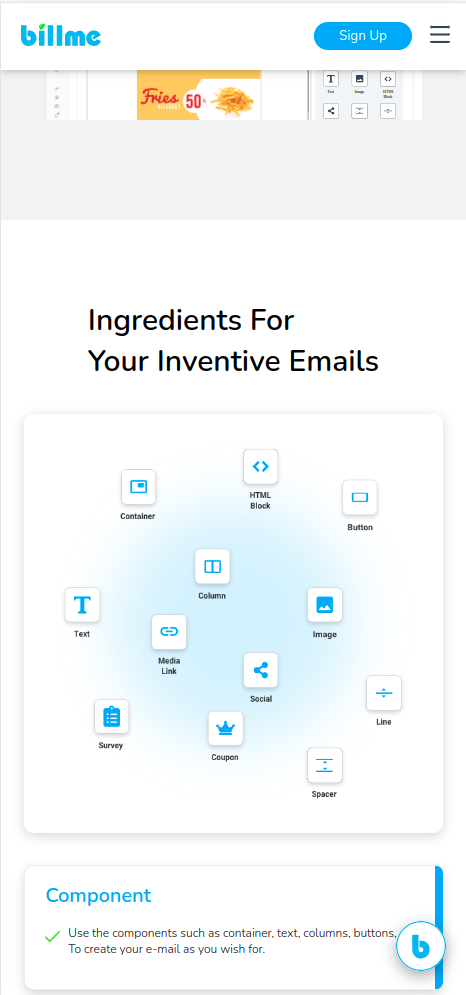 billme
Sign Up
Fries
DISCOUNT
50%
Text
Image
HTML
Block
Ingredients For
Your Inventive Emails
HTML
Block
Container
Button
Column
Text
Image
Media
Link
Social
Line
Survey
Coupon
Spacer
Component
Use the components such as container, text, columns, buttons,
To create your e-mail as you wish for.
b